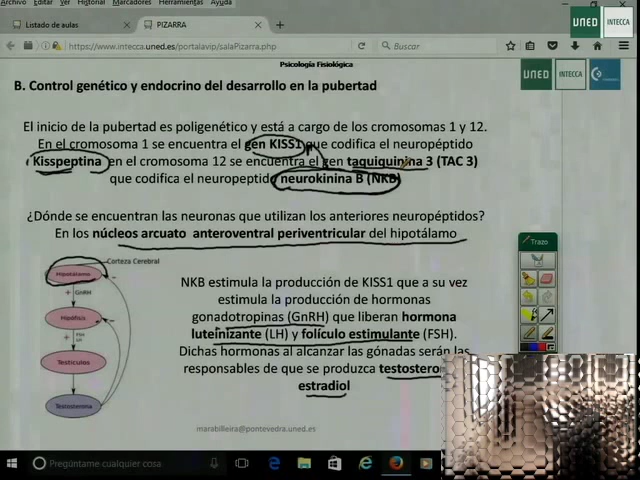 Archivo Editar Ver Historial Marcadores Herramientas Ayuda
Listado de aulas
PIZARRA
https://www.intecca.uned.es/portalavip/salaPizarra.php
Buscar
UNED INTECCA
Psicología Fisiológica
UNED INTECCA
B. Control genético y endocrino del desarrollo en la pubertad
El inicio de la pubertad es poligenético y está a cargo de los cromosomas 1 y 12.
En el cromosoma 1 se encuentra el gen KISS1 que codifica el neuropéptido
Kisspeptina en el cromosoma 12 se encuentra el gen taquiquinina 3 (TAC 3)
que codifica el neuropeptido neurokinina B (NKB)
¿Dónde se encuentran las neuronas que utilizan los anteriores neuropéptidos?
En los núcleos arcuato anteroventral periventricular del hipotálamo
Corteza Cerebral
Hipotálamo
+ GnRH
Hipófisis
+
Testículos
Testosterona
NKB estimula la producción de KISS1 que a su vez
estimula la producción de hormonas
gonadotropinas (GnRH) que liberan hormona
luteinizante (LH) y folículo estimulante (FSH).
Dichas hormonas al alcanzar las gónadas serán las
responsables de que se produzca
estradiol
marabilleira@pontevedra.uned.es
Trazo
Pregúntame cualquier cosa